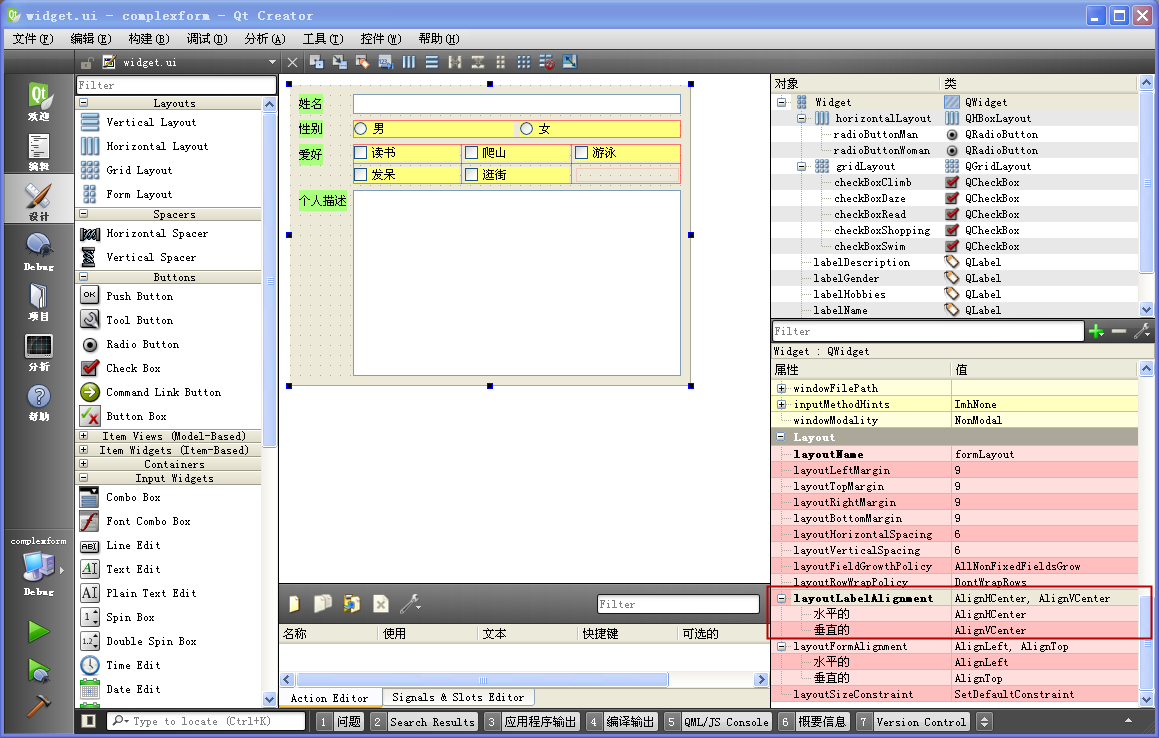 widget.ui - complexform - Qt Creator
文件(F) 编辑(E) 构建(B) 调试(D) 分析(A) 工具(T) 控件(W) 帮助(H)
widget.ui
欢迎
编辑
设计
Debug
项目
分析
帮助
complexform
Debug
Filter
Layouts
Vertical Layout
Horizontal Layout
Grid Layout
Form Layout
Spacers
Horizontal Spacer
Vertical Spacer
Buttons
OK Push Button
Tool Button
Radio Button
Check Box
Command Link Button
Button Box
Item Views (Model-Based)
Item Widgets (Item-Based)
Containers
Input Widgets
Combo Box
Font Combo Box
ABI Line Edit
AI Text Edit
AI Plain Text Edit
1 Spin Box
1.2 Double Spin Box
Time Edit
Date Edit
姓名
性别 男 女
爱好 读书 爬山 游泳
发呆 逛街
个人描述
Filter
名称 使用 文本 快捷键 可选的
Action Editor Signals & Slots Editor
对象 类
Widget QWidget
horizontalLayout QHBoxLayout
radioButtonMan QRadioButton
radioButtonWoman QRadioButton
gridLayout QGridLayout
checkBoxClimb QCheckBox
checkBoxDaze QCheckBox
checkBoxRead QCheckBox
checkBoxShopping QCheckBox
checkBoxSwim QCheckBox
labelDescription QLabel
labelGender QLabel
labelHobbies QLabel
labelName QLabel
Filter
Widget : QWidget
属性 值
windowFilePath
inputMethodHints ImhNone
windowModality NonModal
Layout
layoutName formLayout
layoutLeftMargin 9
layoutTopMargin 9
layoutRightMargin 9
layoutBottomMargin 9
layoutHorizontalSpacing 6
layoutVerticalSpacing 6
layoutFieldGrowthPolicy AllNonFixedFieldsGrow
layoutRowWrapPolicy DontWrapRows
layoutLabelAlignment AlignHCenter, AlignVCenter
水平的 AlignHCenter
垂直的 AlignVCenter
layoutFormAlignment AlignLeft, AlignTop
水平的 AlignLeft
垂直的 AlignTop
layoutSizeConstraint SetDefaultConstraint
Type to locate (Ctrl+K) 1 问题 2 Search Results 3 应用程序输出 4 编译输出 5 QML/JS Console 6 概要信息 7 Version Control